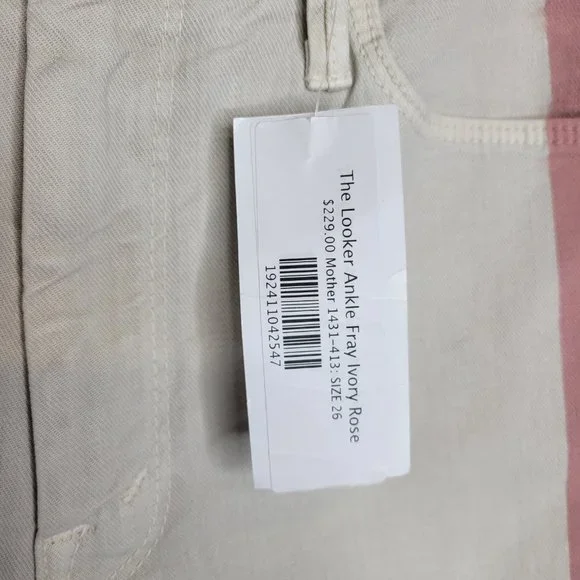 The Looker Ankle Fray Ivory Rose
$229.00 Mother 1431-413: SIZE 26
192411042547